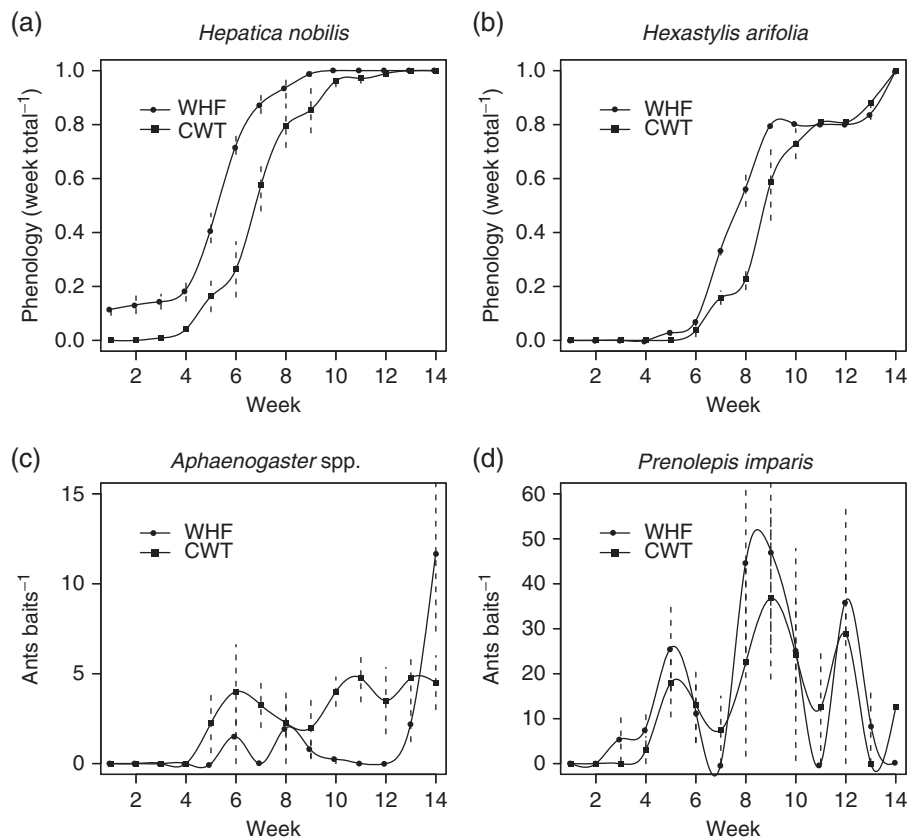 (a)
Hepatica nobilis
Phenology (week total⁻¹)
1.0
0.8
0.6
0.4
0.2
0.0
WHF
CWT
2 4 6 8 10 12 14
Week
(b)
Hexastylis arifolia
Phenology (week total⁻¹)
1.0
0.8
0.6
0.4
0.2
0.0
WHF
CWT
2 4 6 8 10 12 14
Week
(c)
Aphaenogaster spp.
Ants baits⁻¹
15
10
5
0
WHF
CWT
2 4 6 8 10 12 14
Week
(d)
Prenolepis imparis
Ants baits⁻¹
60
50
40
30
20
10
0
WHF
CWT
2 4 6 8 10 12 14
Week